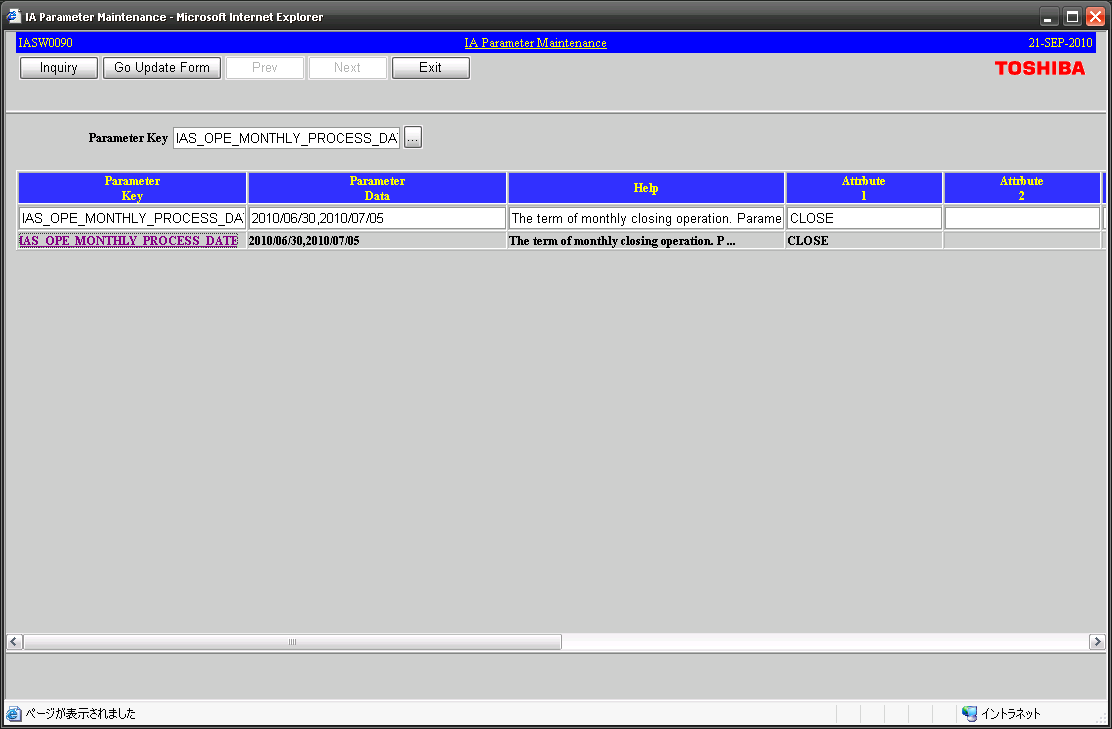 IA Parameter Maintenance - Microsoft Internet Explorer
IASW0090 IA Parameter Maintenance 21-SEP-2010
Inquiry Go Update Form Prev Next Exit TOSHIBA
Parameter Key IAS_OPE_MONTHLY_PROCESS_DA ...
Parameter Key Parameter Data Help Attrbute 1 Attrbute 2
IAS_OPE_MONTHLY_PROCESS_DA 2010/06/30,2010/07/05 The term of monthly closing operation. Parame CLOSE
IAS_OPE_MONTHLY_PROCESS_DATE 2010/06/30,2010/07/05 The term of monthly closing operation. P ... CLOSE
ページが表示されました イントラネット